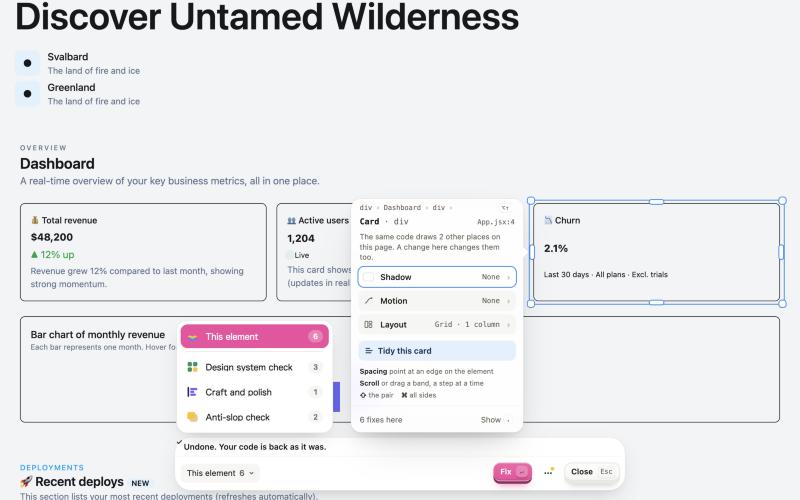 Discover Untamed Wilderness
Svalbard
The land of fire and ice
Greenland
The land of fire and ice
OVERVIEW
Dashboard
A real-time overview of your key business metrics, all in one place.
Total revenue
$48,200
▲ 12% up
Revenue grew 12% compared to last month, showing
strong momentum.
Active users
1,204
Live
This card shows
(updates in real
div › Dashboard › div ›
Card · div
App.jsx:4
The same code draws 2 other places on
this page. A change here changes them
too.
Shadow None ›
Motion None ›
Layout Grid · 1 column ›
Tidy this card
Spacing point at an edge on the element
Scroll or drag a band, a step at a time
the pair ⌘ all sides
6 fixes here Show
Churn
2.1%
Last 30 days · All plans · Excl. trials
Bar chart of monthly revenue
Each bar represents one month. Hover fo
This element 6
Design system check 3
Craft and polish 1
Anti-slop check 2
✓ Undone. Your code is back as it was.
This element 6
Fix
Close Esc
DEPLOYMENTS
🚀 Recent deploys NEW
This section lists your most recent deployments (refreshes automatically).